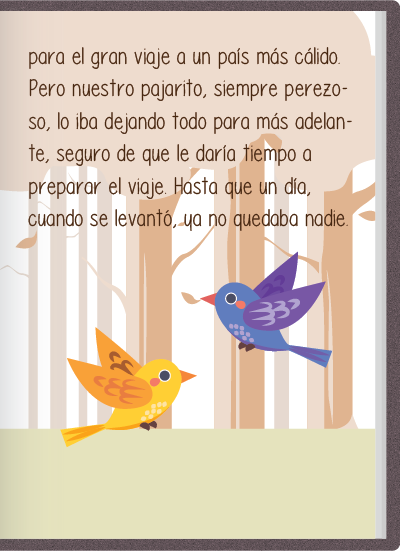 para el gran viaje a un país más cálido.
Pero nuestro pajarito, siempre perezo-
so, lo iba dejando todo para más adelan-
te, seguro de que le daría tiempo a
preparar el viaje. Hasta que un día,
cuando se levantó, ya no quedaba nadie.